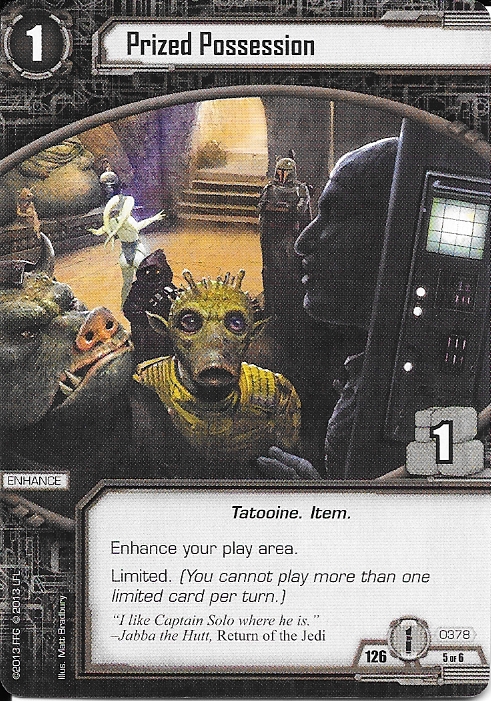 1
Prized Possession
1
ENHANCE
Tatooine. Item.
Enhance your play area.
Limited. (You cannot play more than one
limited card per turn.)
“I like Captain Solo where he is.”
–Jabba the Hutt, Return of the Jedi
©2013 FFG © 2013 LFL
Illus. Matt Bradbury
126
0378
5 of 6